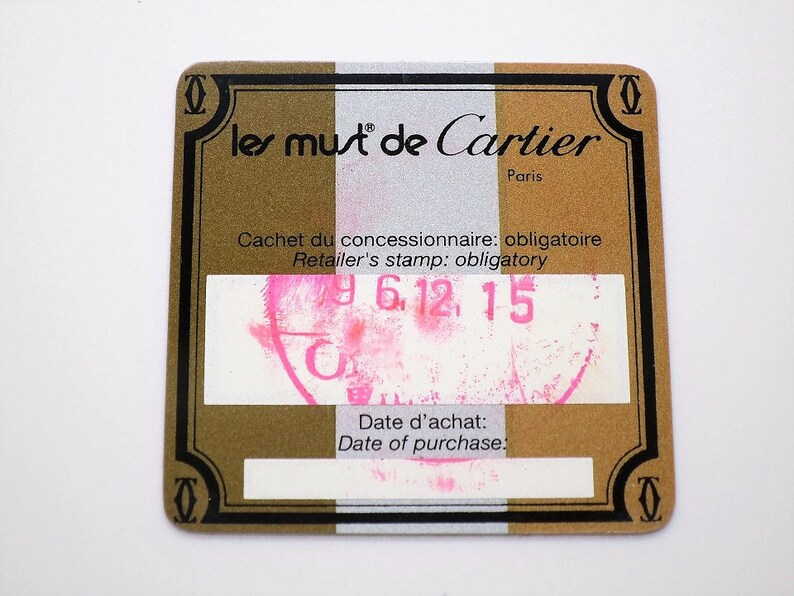 les must® de Cartier
Paris
Cachet du concessionnaire: obligatoire
Retailer's stamp: obligatory
96.12.15
Date d'achat:
Date of purchase: